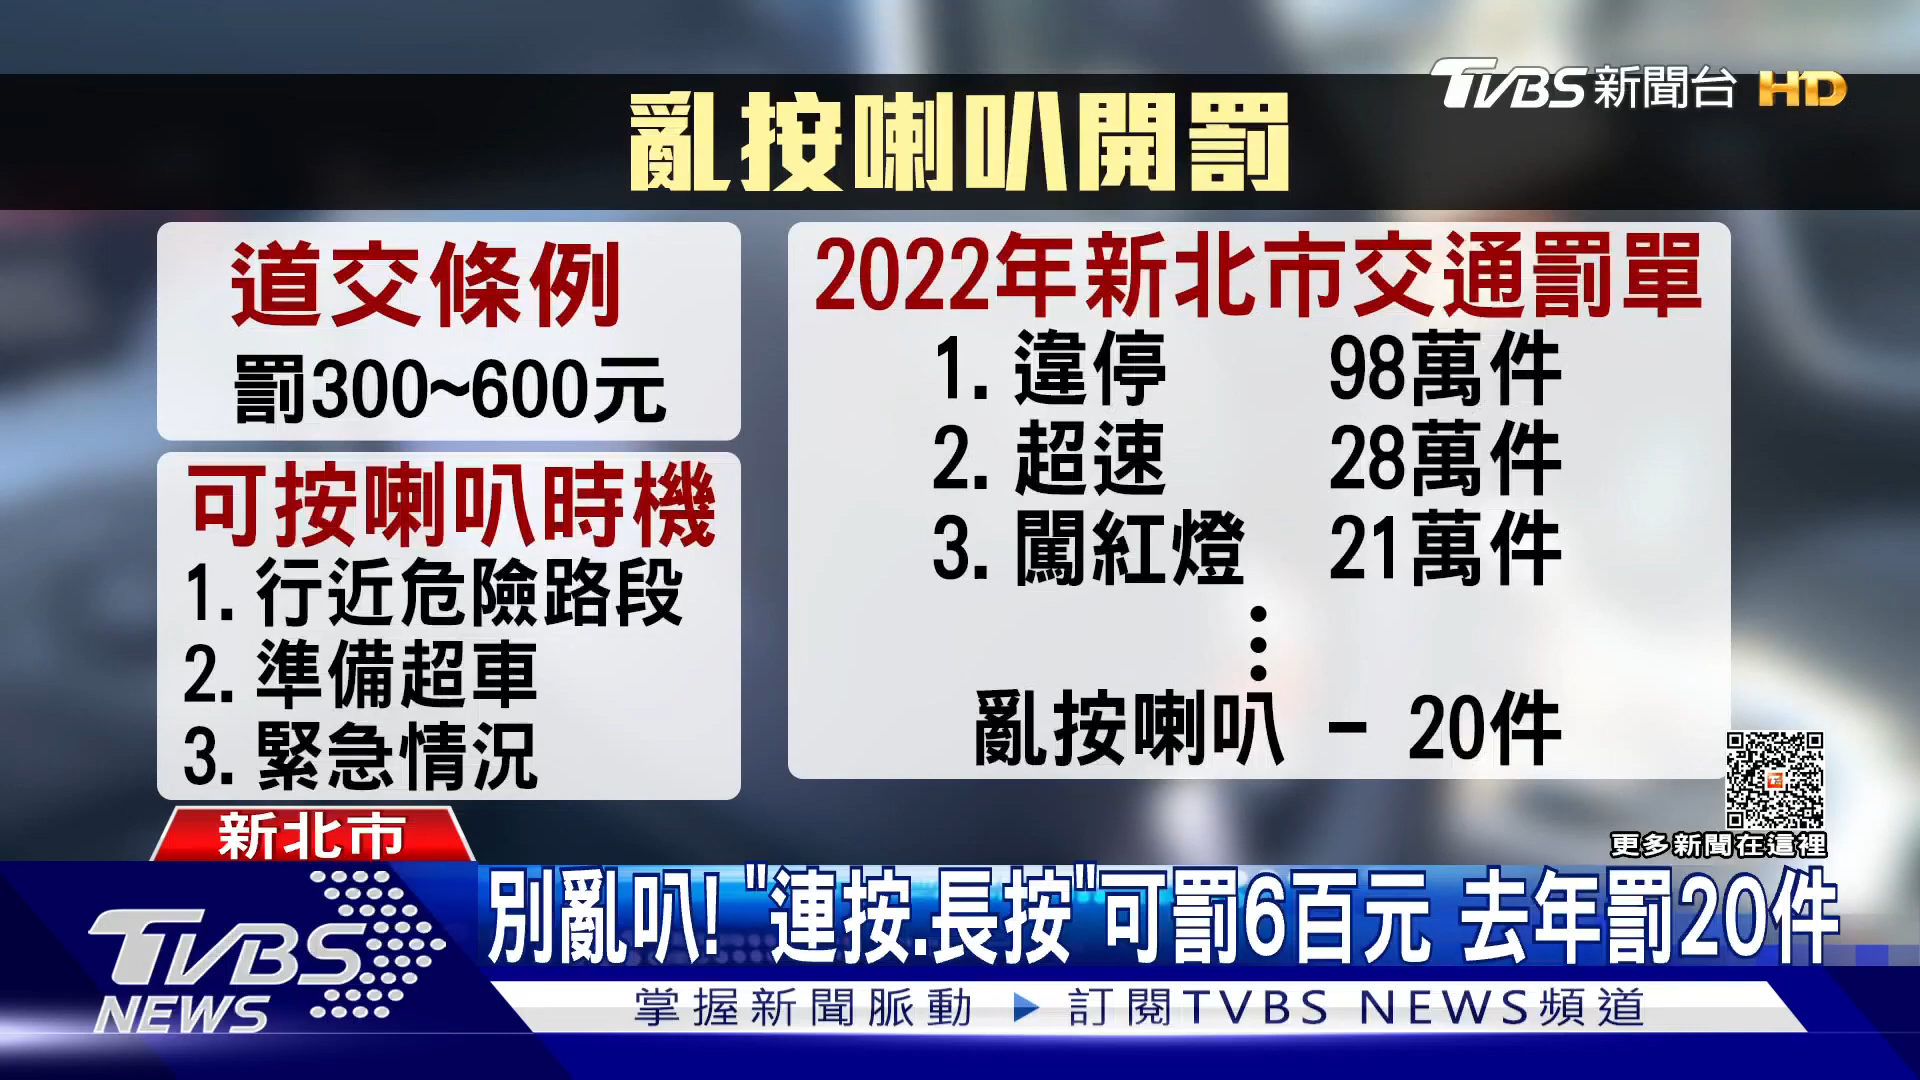 TVBS新聞台 HD
亂按喇叭開罰
道交條例
罰300~600元
可按喇叭時機
1.行近危險路段
2.準備超車
3.緊急情況
2022年新北市交通罰單
1.違停 98萬件
2.超速 28萬件
3.闖紅燈 21萬件
亂按喇叭 - 20件
更多新聞在這裡
新北市
別亂叭! "連按.長按"可罰6百元 去年罰20件
TVBS
NEWS
掌握新聞脈動 ▶ 訂閱TVBS NEWS頻道